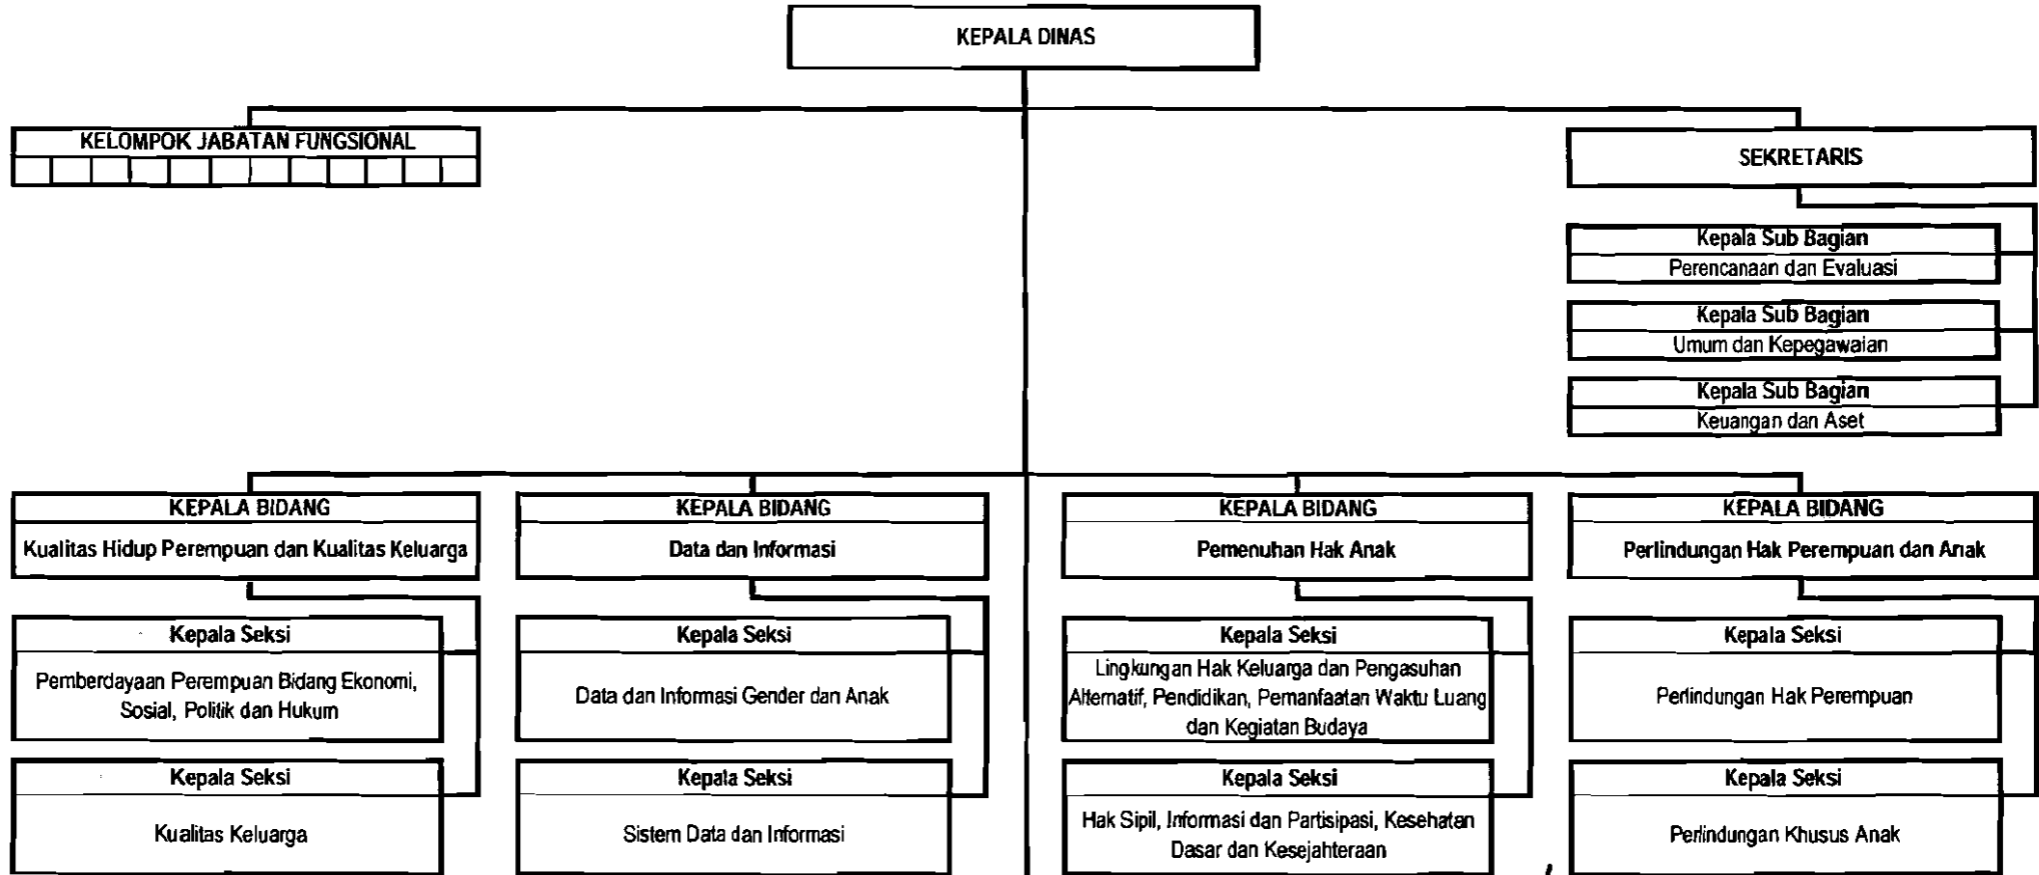 KEPALA DINAS
KELOMPOK JABATAN FUNGSIONAL
SEKRETARIS
Kepala Sub Bagian
Perencanaan dan Evaluasi
Kepala Sub Bagian
Umum dan Kepegawaian
Kepala Sub Bagian
Keuangan dan Aset
KEPALA BIDANG
Kualitas Hidup Perempuan dan Kualitas Keluarga
Kepala Seksi
Pemberdayaan Perempuan Bidang Ekonomi,
Sosial, Politik dan Hukum
Kepala Seksi
Kualitas Keluarga
KEPALA BIDANG
Data dan Informasi
Kepala Seksi
Data dan Informasi Gender dan Anak
Kepala Seksi
Sistem Data dan Informasi
KEPALA BIDANG
Pemenuhan Hak Anak
Kepala Seksi
Lingkungan Hak Keluarga dan Pengasuhan
Alternatif, Pendidikan, Pemanfaatan Waktu Luang
dan Kegiatan Budaya
Kepala Seksi
Hak Sipil, Informasi dan Partisipasi, Kesehatan
Dasar dan Kesejahteraan
KEPALA BIDANG
Perlindungan Hak Perempuan dan Anak
Kepala Seksi
Perlindungan Hak Perempuan
Kepala Seksi
Perlindungan Khusus Anak